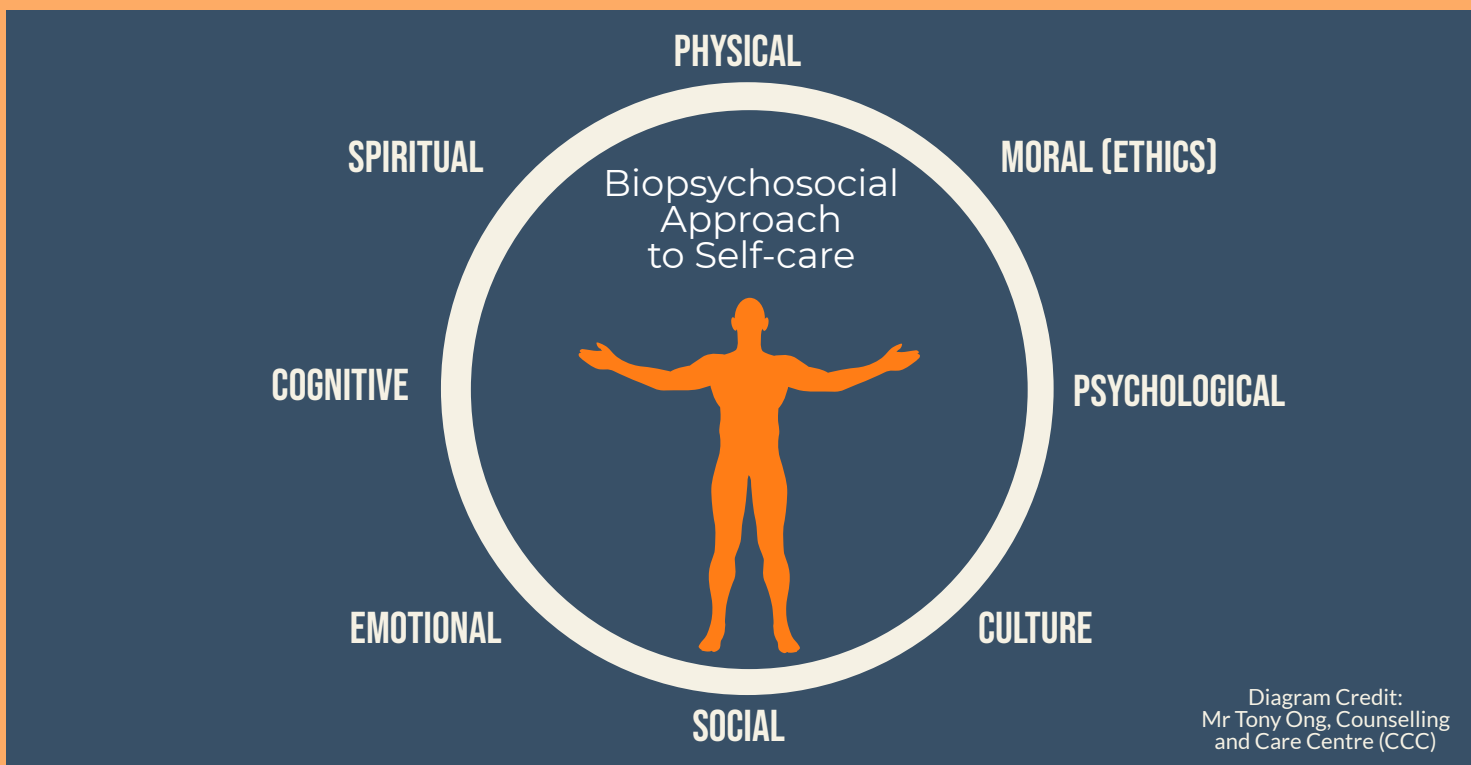 PHYSICAL
SPIRITUAL
MORAL (ETHICS)
Biopsychosocial
Approach
to Self-care
COGNITIVE
PSYCHOLOGICAL
EMOTIONAL
CULTURE
SOCIAL
Diagram Credit:
Mr Tony Ong, Counselling
and Care Centre (CCC)